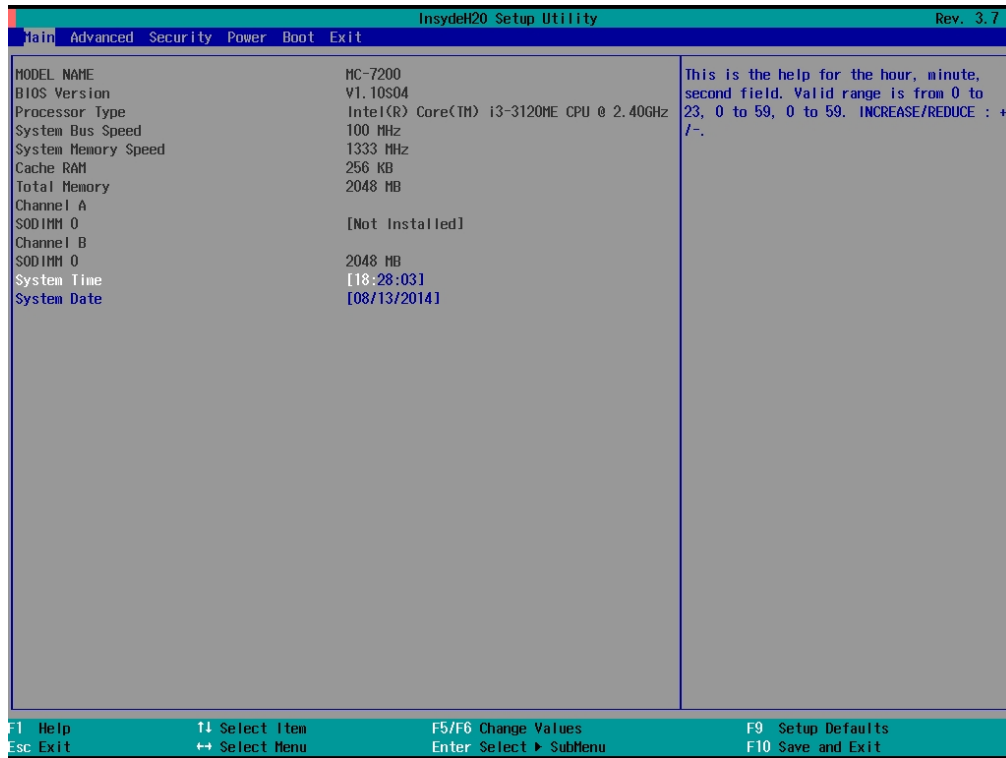 InsydeH20 Setup Utility Rev. 3.7
Main Advanced Security Power Boot Exit
MODEL NAME MC-7200
BIOS Version V1.10S04
Processor Type Intel(R) Core(TM) i3-3120ME CPU @ 2.40GHz
System Bus Speed 100 MHz
System Memory Speed 1333 MHz
Cache RAM 256 KB
Total Memory 2048 MB
Channel A
SODIMM 0 [Not Installed]
Channel B
SODIMM 0 2048 MB
System Time [18:28:03]
System Date [08/13/2014]
This is the help for the hour, minute,
second field. Valid range is from 0 to
23, 0 to 59, 0 to 59. INCREASE/REDUCE : +
/-.
F1 Help ↑↓ Select Item F5/F6 Change Values F9 Setup Defaults
Esc Exit ↔ Select Menu Enter Select ▶ SubMenu F10 Save and Exit